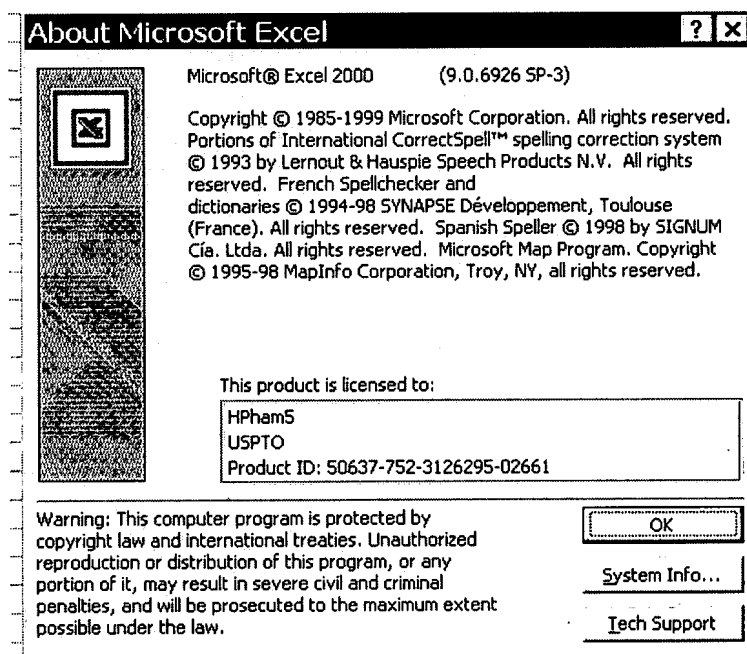 About Microsoft Excel
? X
Microsoft® Excel 2000 (9.0.6926 SP-3)
Copyright © 1985-1999 Microsoft Corporation. All rights reserved.
Portions of International CorrectSpell™ spelling correction system
© 1993 by Lernout & Hauspie Speech Products N.V. All rights
reserved. French Spellchecker and
dictionaries © 1994-98 SYNAPSE Développement, Toulouse
(France). All rights reserved. Spanish Speller © 1998 by SIGNUM
Cía. Ltda. All rights reserved. Microsoft Map Program. Copyright
© 1995-98 MapInfo Corporation, Troy, NY, all rights reserved.
This product is licensed to:
HPham5
USPTO
Product ID: 50637-752-3126295-02661
Warning: This computer program is protected by
copyright law and international treaties. Unauthorized
reproduction or distribution of this program, or any
portion of it, may result in severe civil and criminal
penalties, and will be prosecuted to the maximum extent
possible under the law.
OK
System Info...
Tech Support